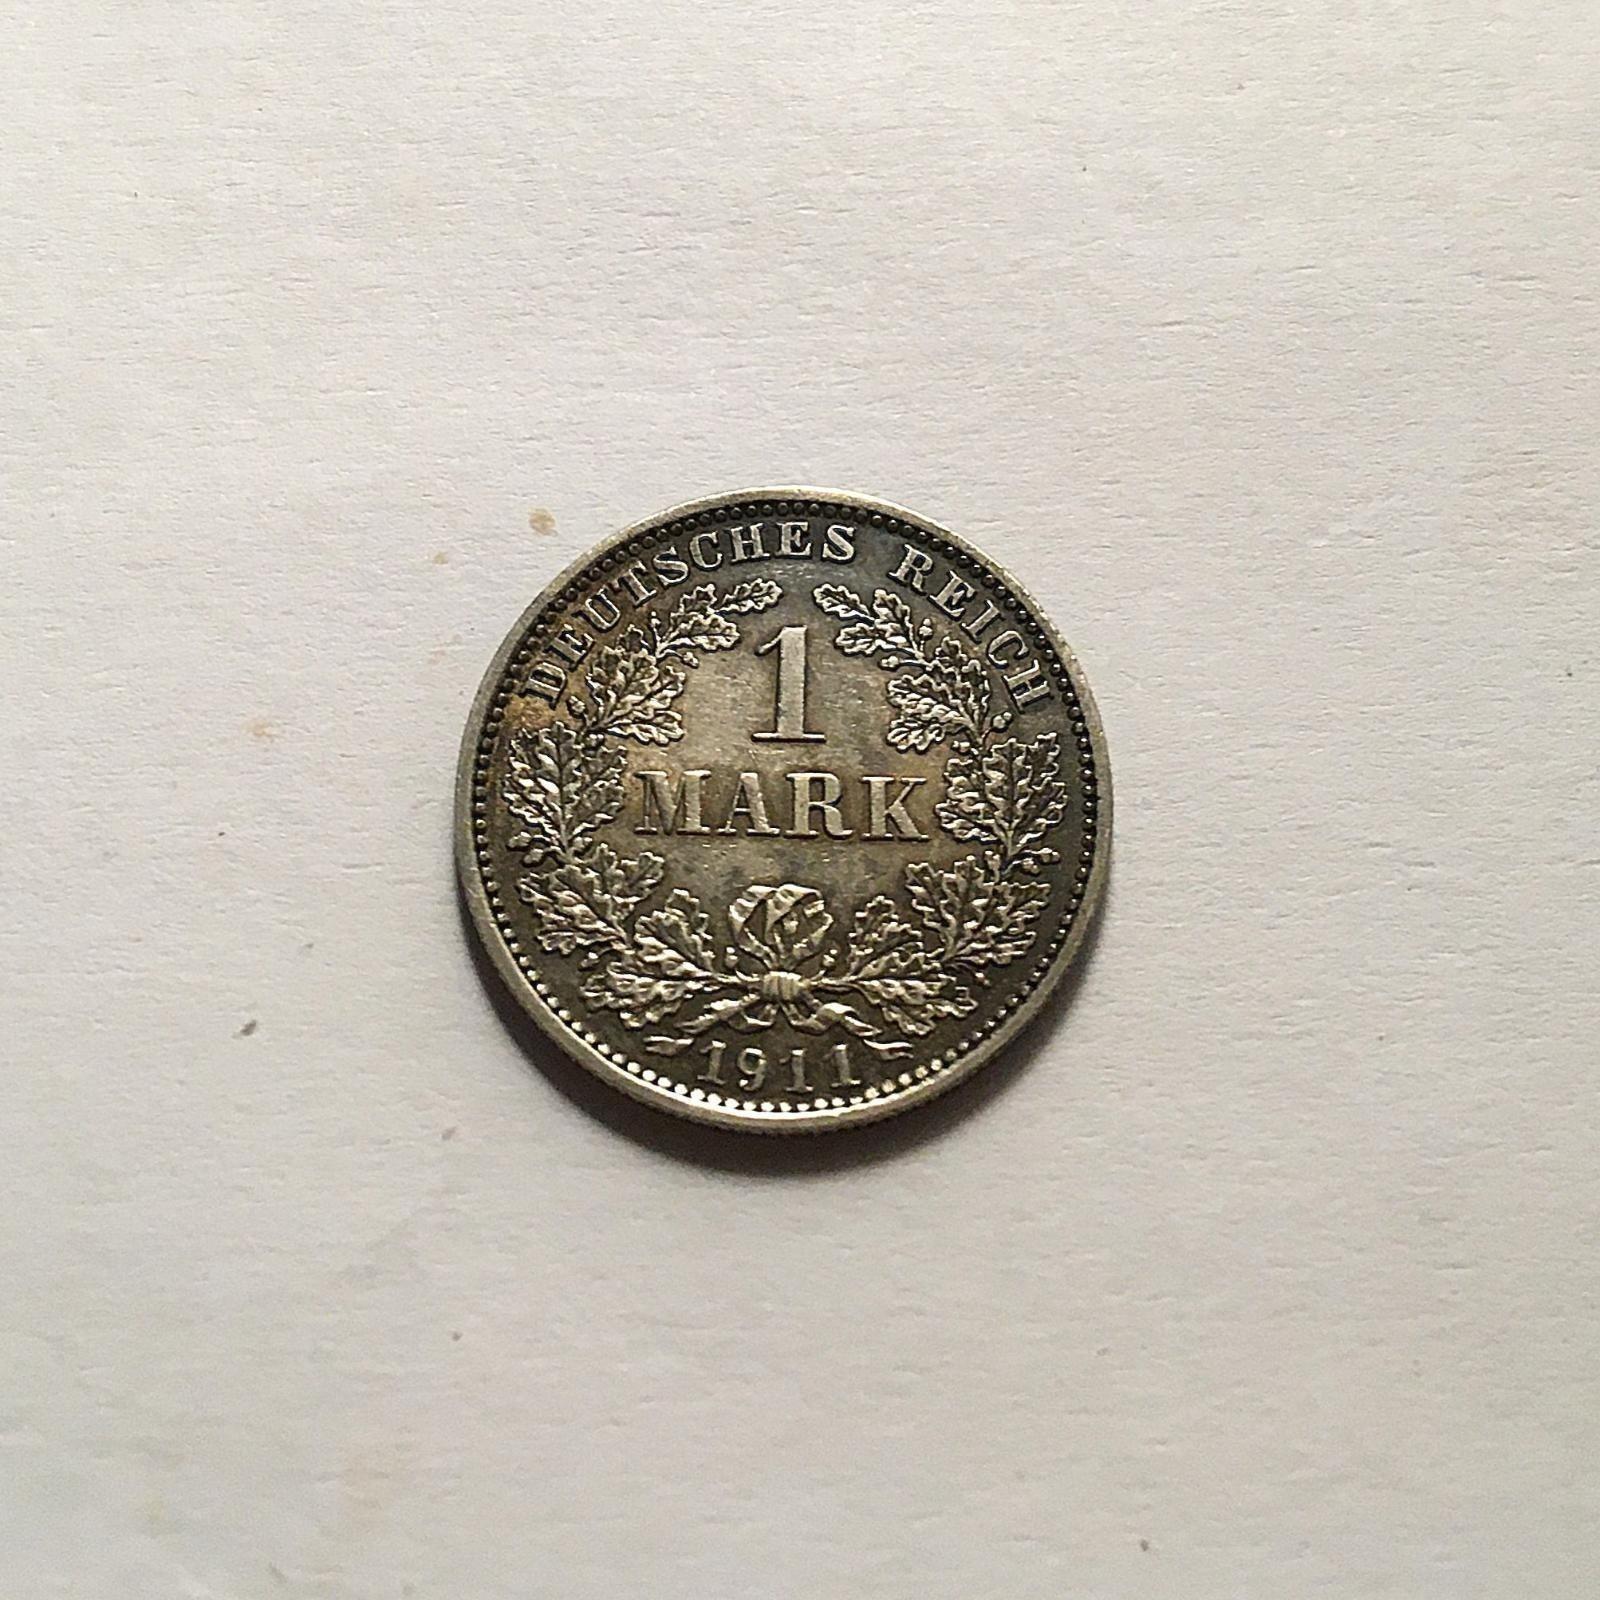 DEUTSCHES REICH
1
MARK
1911